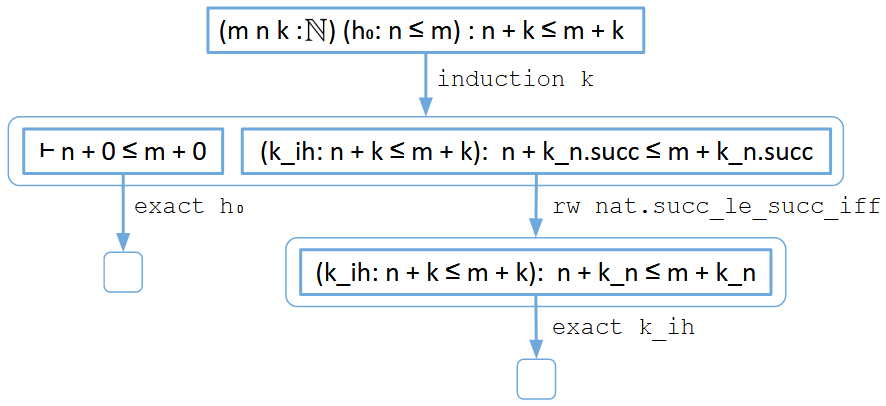 (m n k :ℕ) (h₀: n ≤ m) : n + k ≤ m + k
induction k
⊢ n + 0 ≤ m + 0
(k_ih: n + k ≤ m + k): n + k_n.succ ≤ m + k_n.succ
exact h₀
rw nat.succ_le_succ_iff
(k_ih: n + k ≤ m + k): n + k_n ≤ m + k_n
exact k_ih